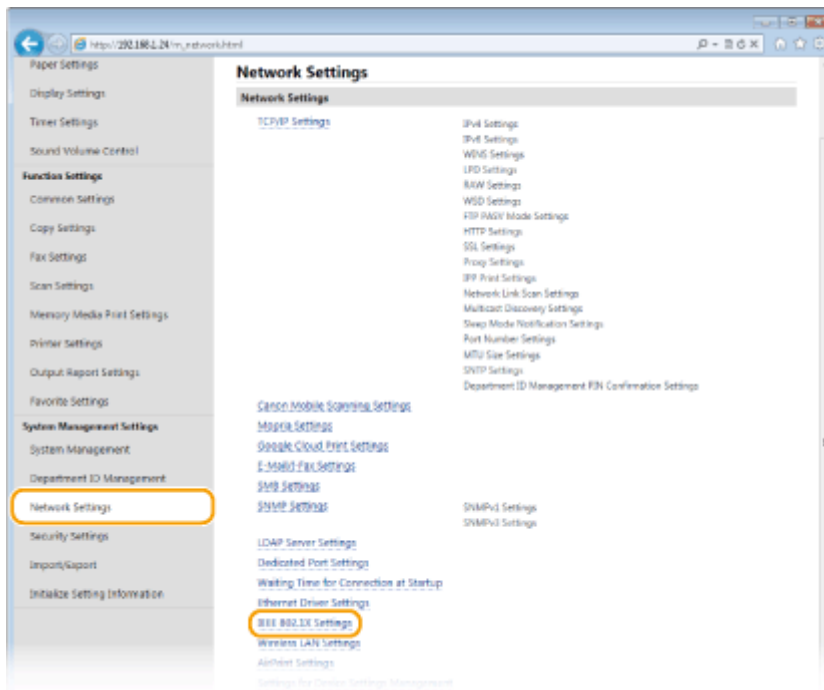 http://192.168.1.24/m_network.html
Paper Settings
Display Settings
Timer Settings
Sound Volume Control
Function Settings
Common Settings
Copy Settings
Fax Settings
Scan Settings
Memory Media Print Settings
Printer Settings
Output Report Settings
Favorite Settings
System Management Settings
System Management
Department ID Management
Network Settings
Security Settings
Import/Export
Initialize Setting Information
Network Settings
Network Settings
TCP/IP Settings
IPv4 Settings
IPv6 Settings
WINS Settings
LPD Settings
RAW Settings
WSD Settings
FTP PASV Mode Settings
HTTP Settings
SSL Settings
Proxy Settings
IPP Print Settings
Network Link Scan Settings
Multicast Discovery Settings
Sleep Mode Notification Settings
Port Number Settings
MTU Size Settings
SNTP Settings
Department ID Management PIN Confirmation Settings
Canon Mobile Scanning Settings
Mopria Settings
Google Cloud Print Settings
E-Mail/I-Fax Settings
SMB Settings
SNMP Settings
SNMPv1 Settings
SNMPv3 Settings
LDAP Server Settings
Dedicated Port Settings
Waiting Time for Connection at Startup
Ethernet Driver Settings
IEEE 802.1X Settings
Wireless LAN Settings
AirPrint Settings
Settings for Device Settings Management